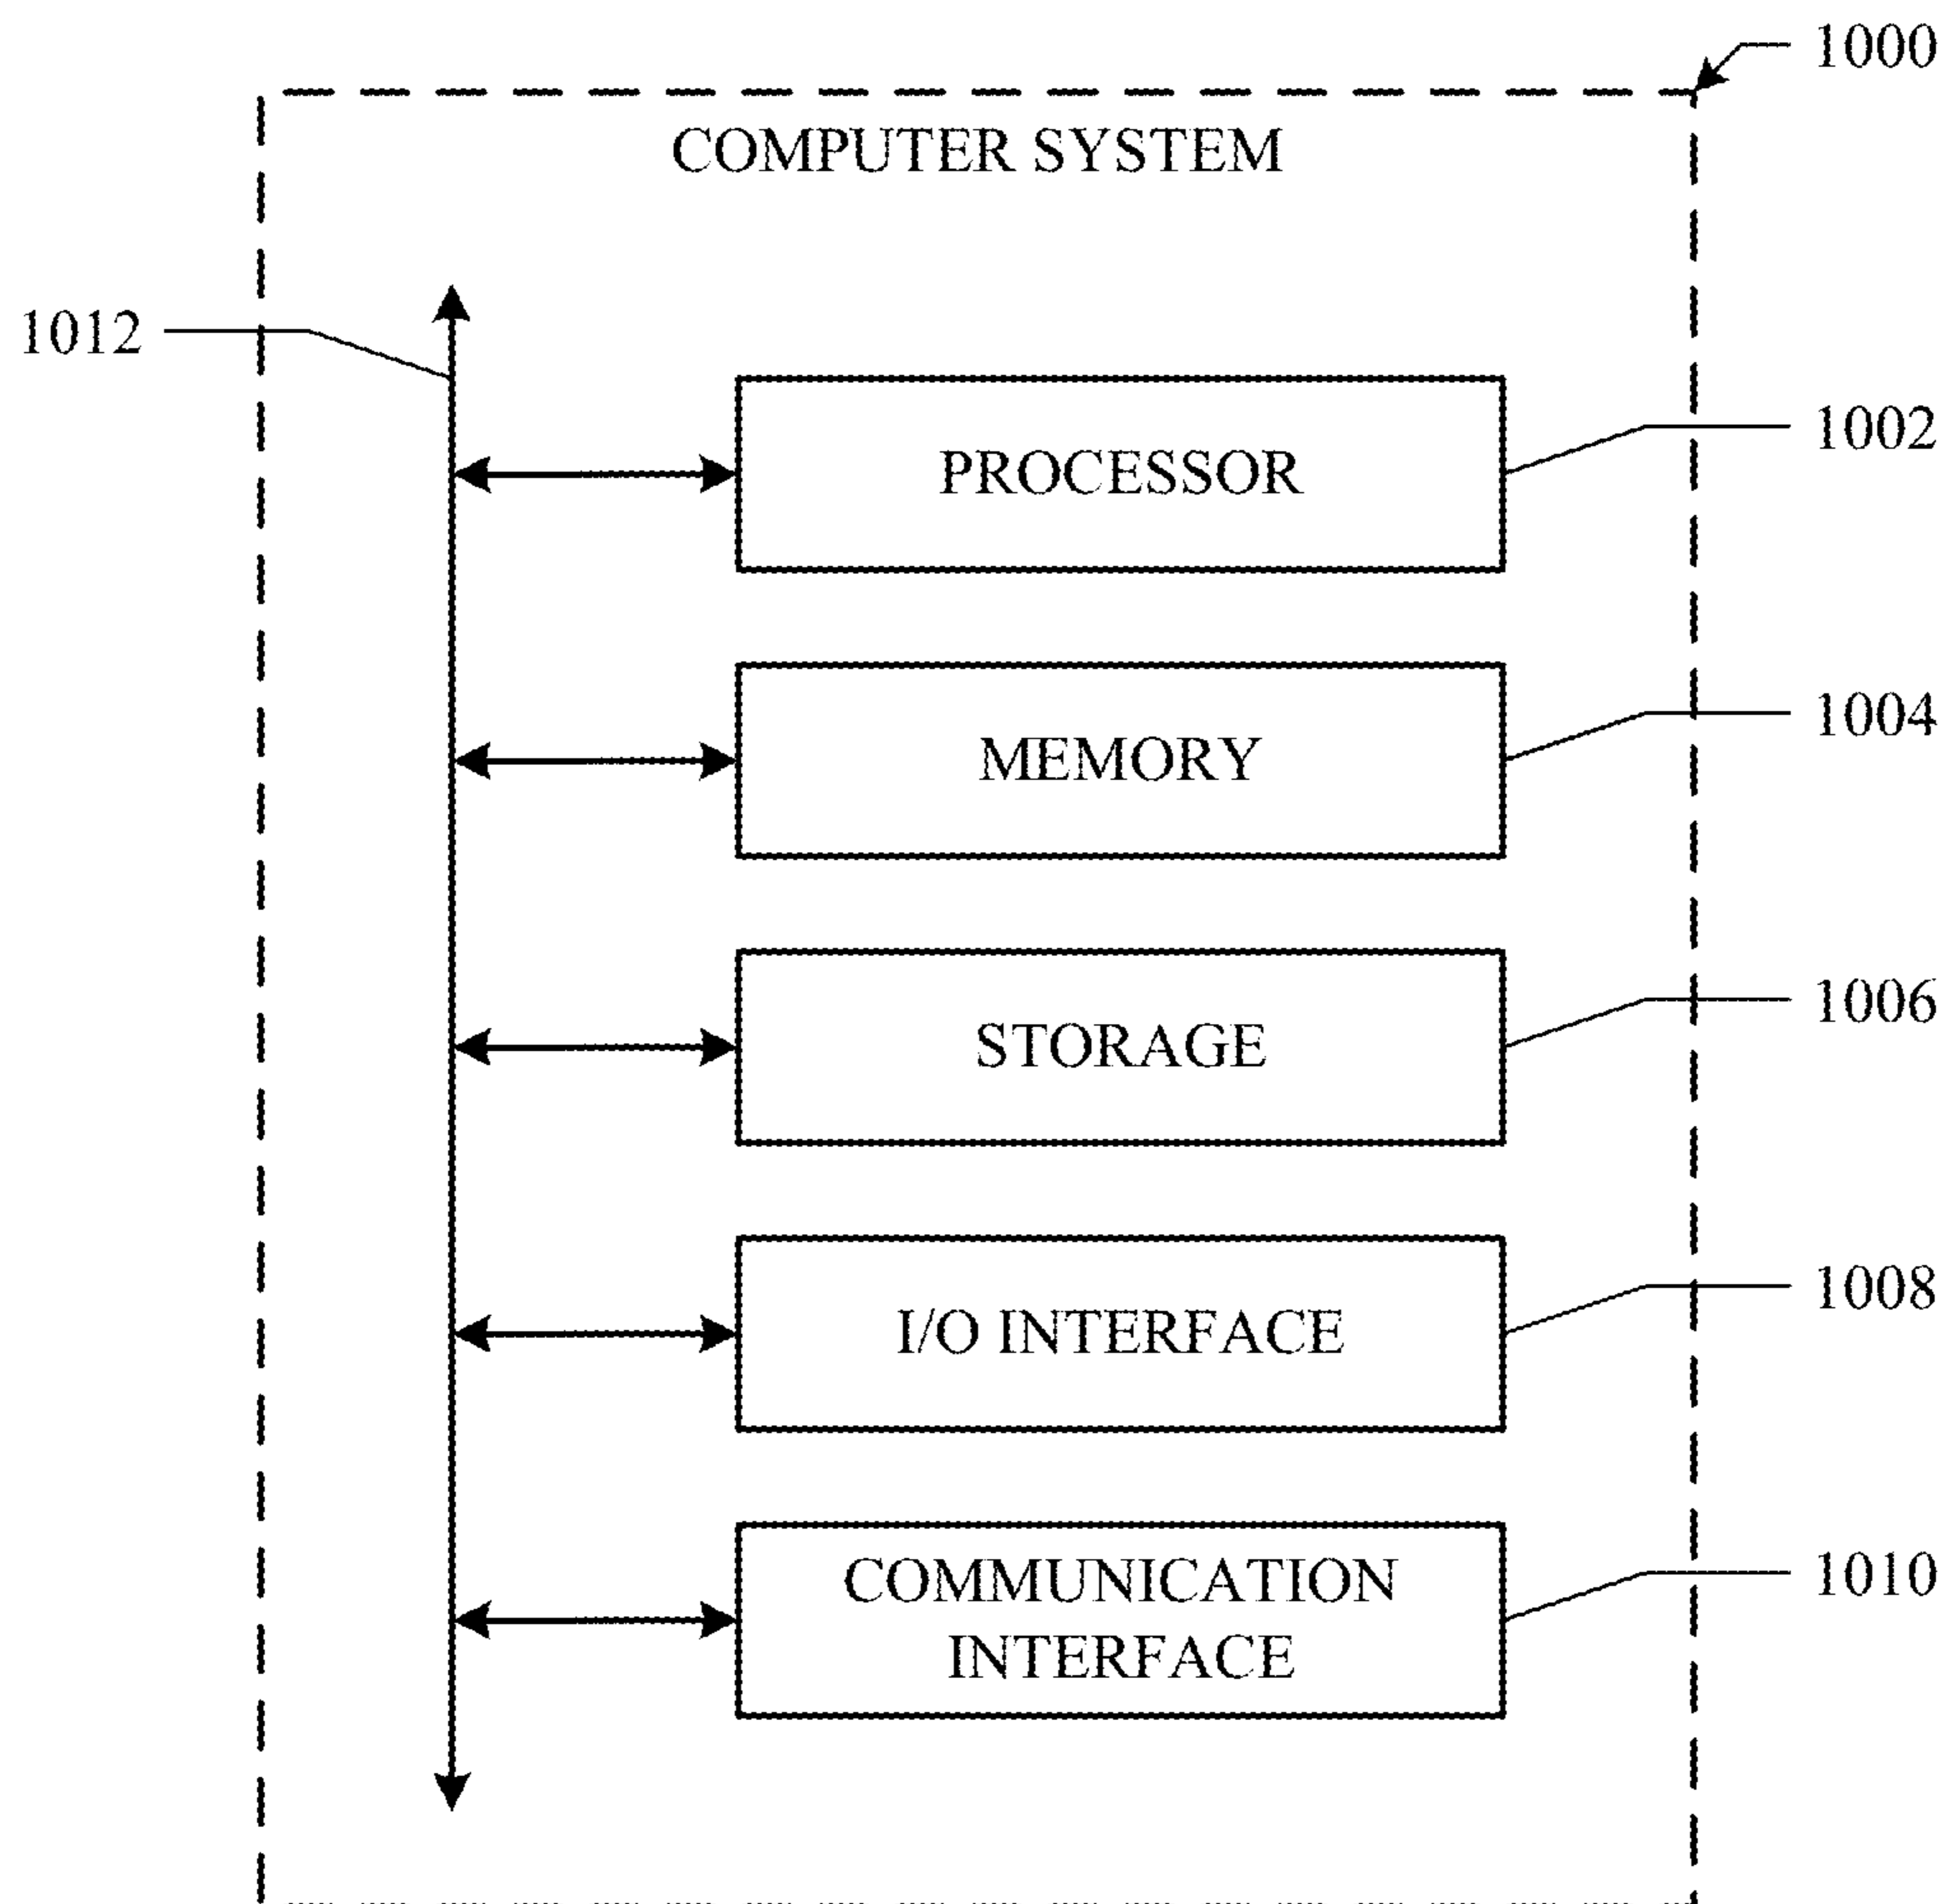 1000
COMPUTER SYSTEM
1012
PROCESSOR
1002
MEMORY
1004
STORAGE
1006
I/O INTERFACE
1008
COMMUNICATION
INTERFACE
1010